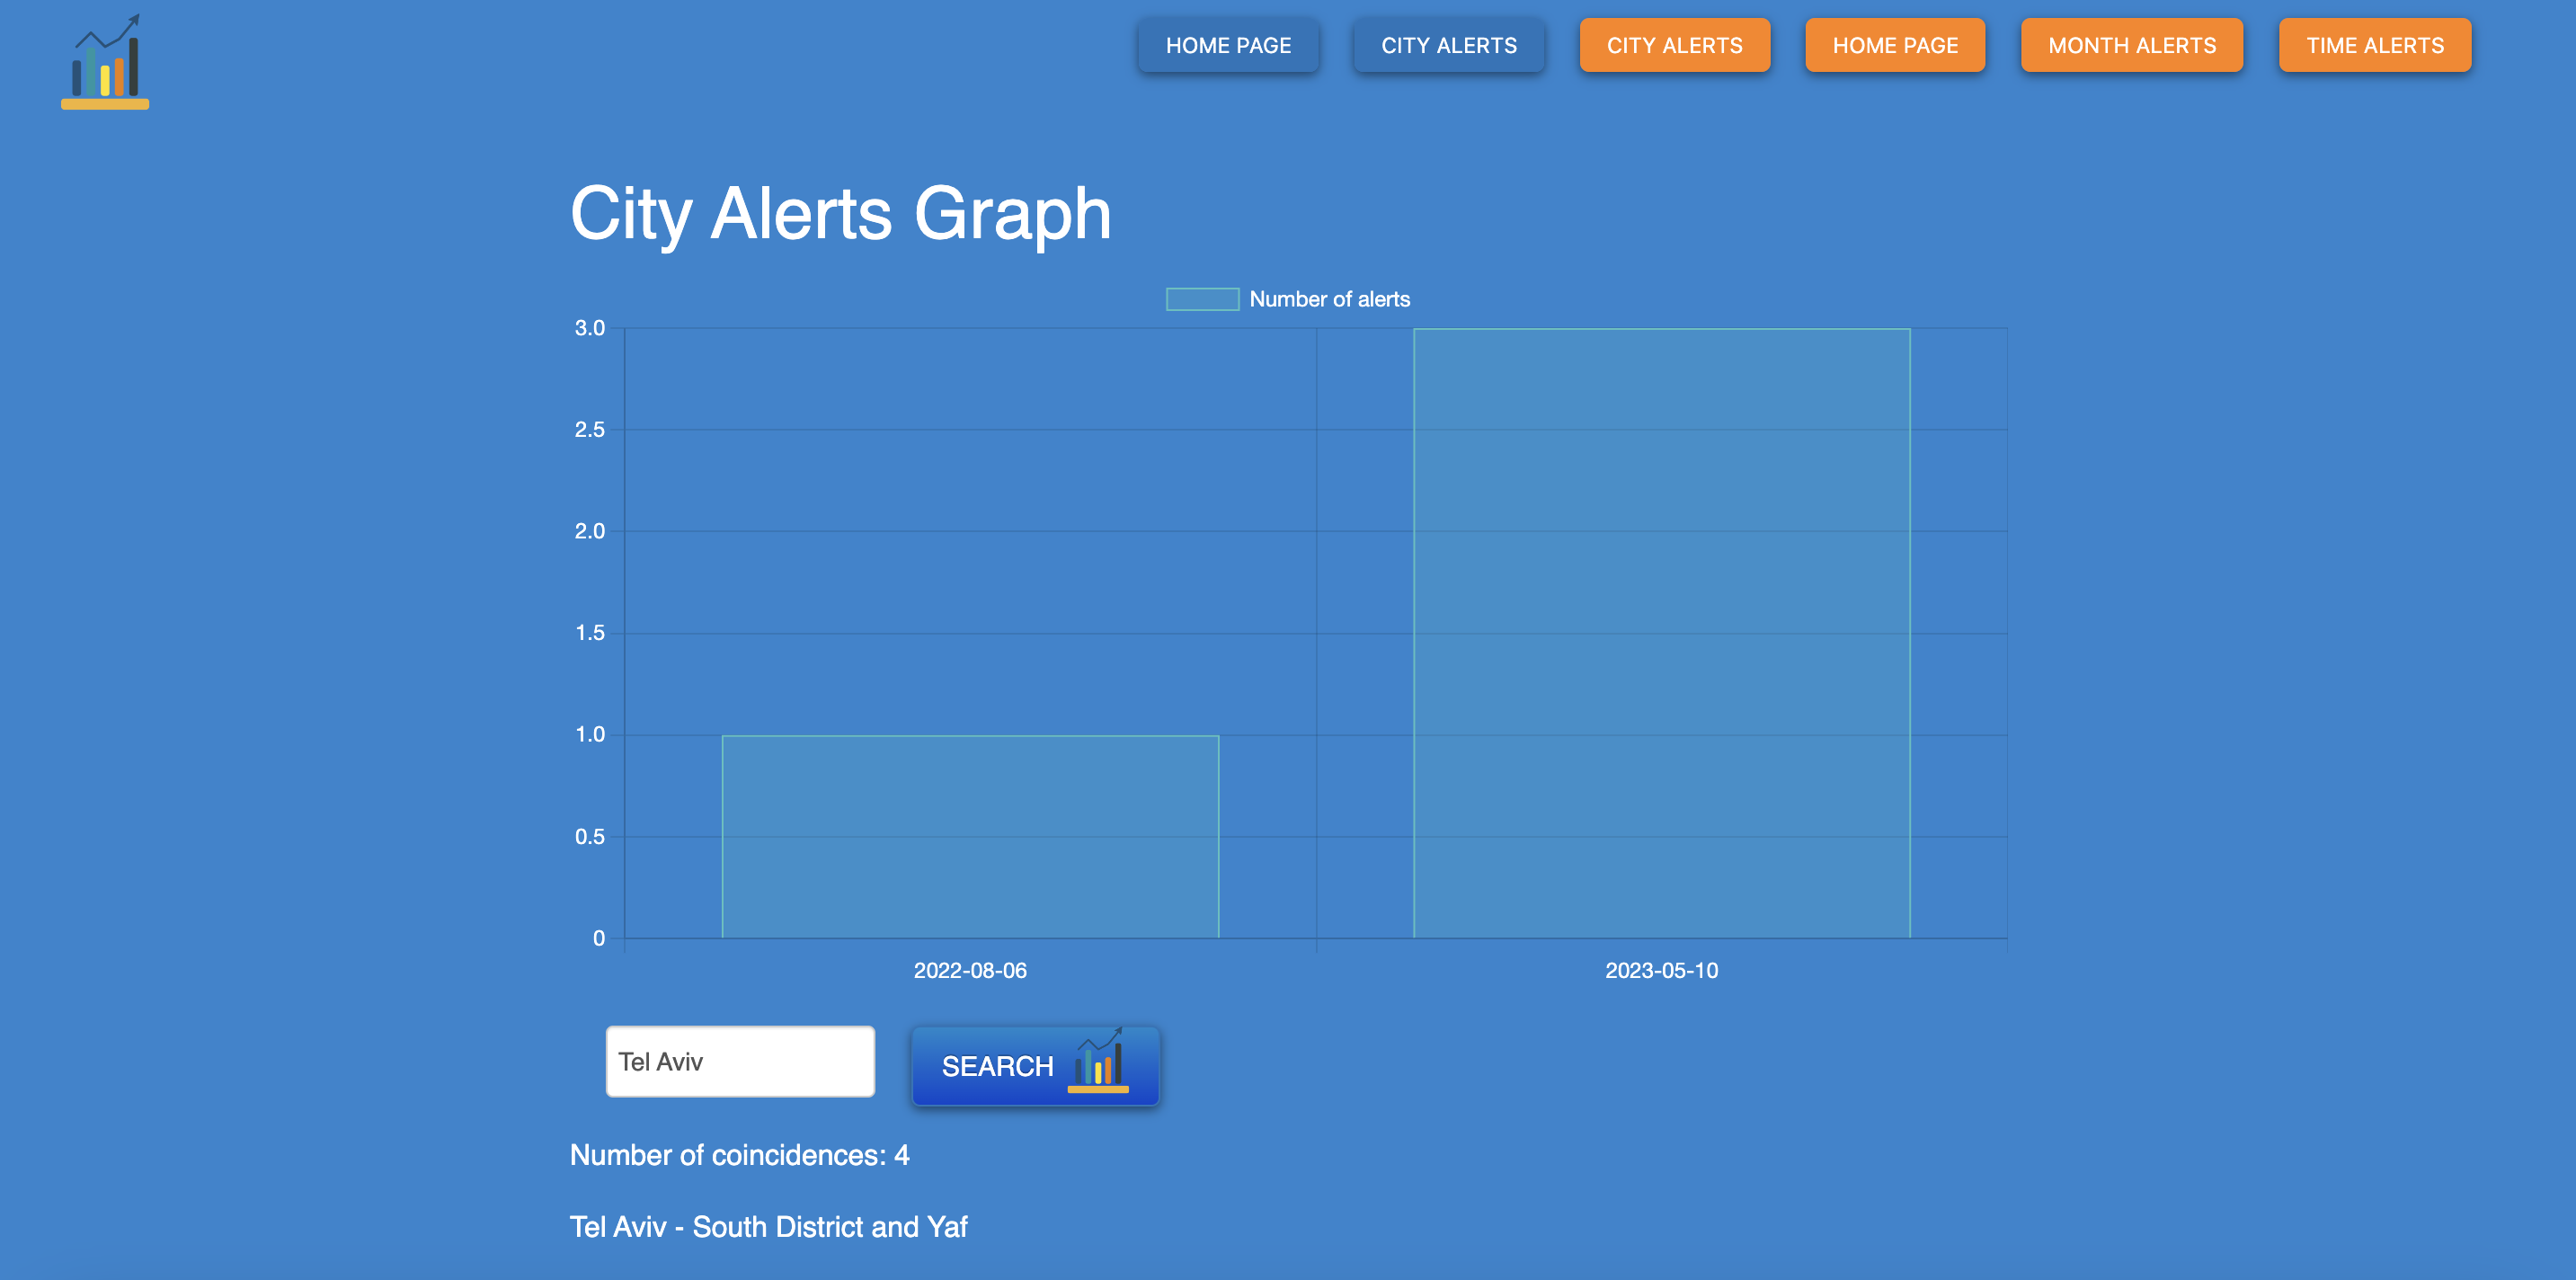 HOME PAGE
CITY ALERTS
CITY ALERTS
HOME PAGE
MONTH ALERTS
TIME ALERTS
City Alerts Graph
Number of alerts
3.0
2.5
2.0
1.5
1.0
0.5
0
2022-08-06
2023-05-10
Tel Aviv
SEARCH
Number of coincidences: 4
Tel Aviv - South District and Yaf